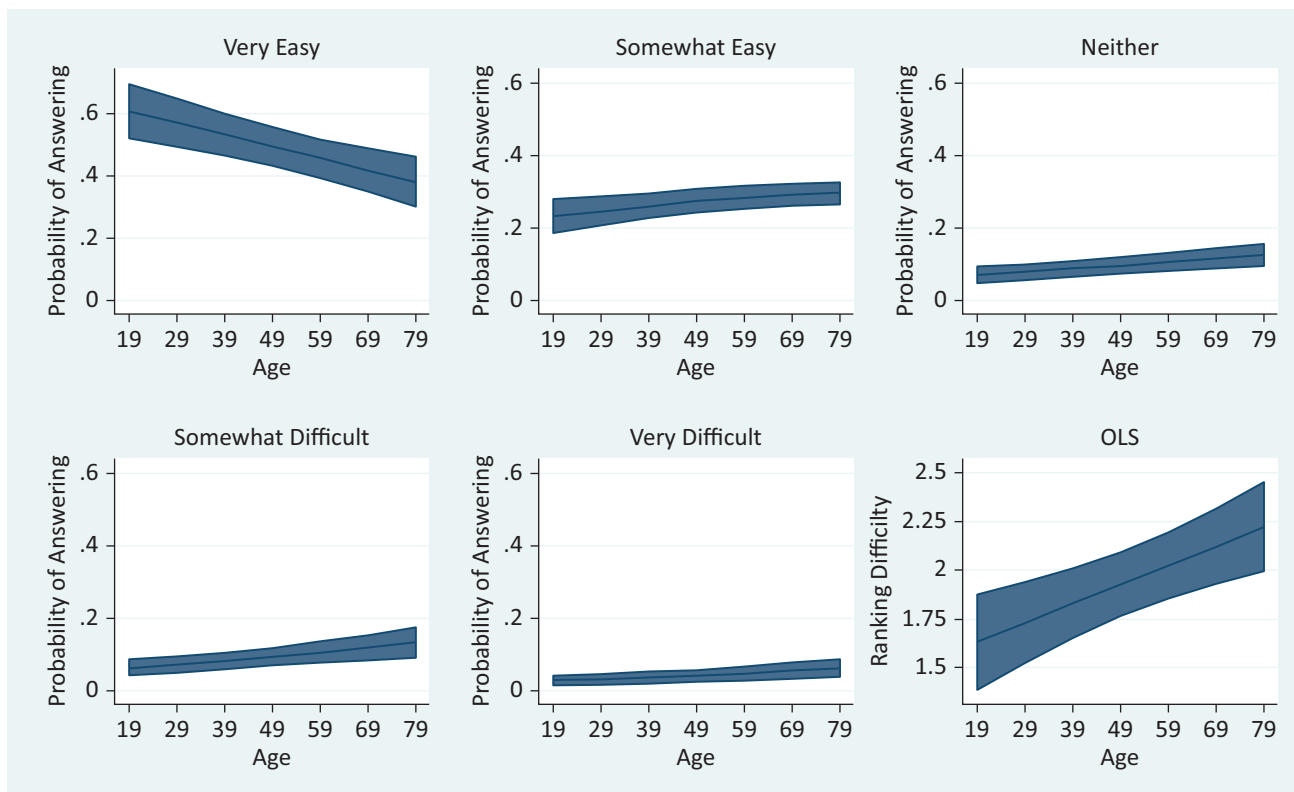 Very Easy
Probability of Answering
.6
.4
.2
0
19 29 39 49 59 69 79
Age
Somewhat Easy
Probability of Answering
.6
.4
.2
0
19 29 39 49 59 69 79
Age
Neither
Probability of Answering
.6
.4
.2
0
19 29 39 49 59 69 79
Age
Somewhat Difficult
Probability of Answering
.6
.4
.2
0
19 29 39 49 59 69 79
Age
Very Difficult
Probability of Answering
.6
.4
.2
0
19 29 39 49 59 69 79
Age
OLS
Ranking Difficilty
2.5
2.25
2
1.75
1.5
19 29 39 49 59 69 79
Age